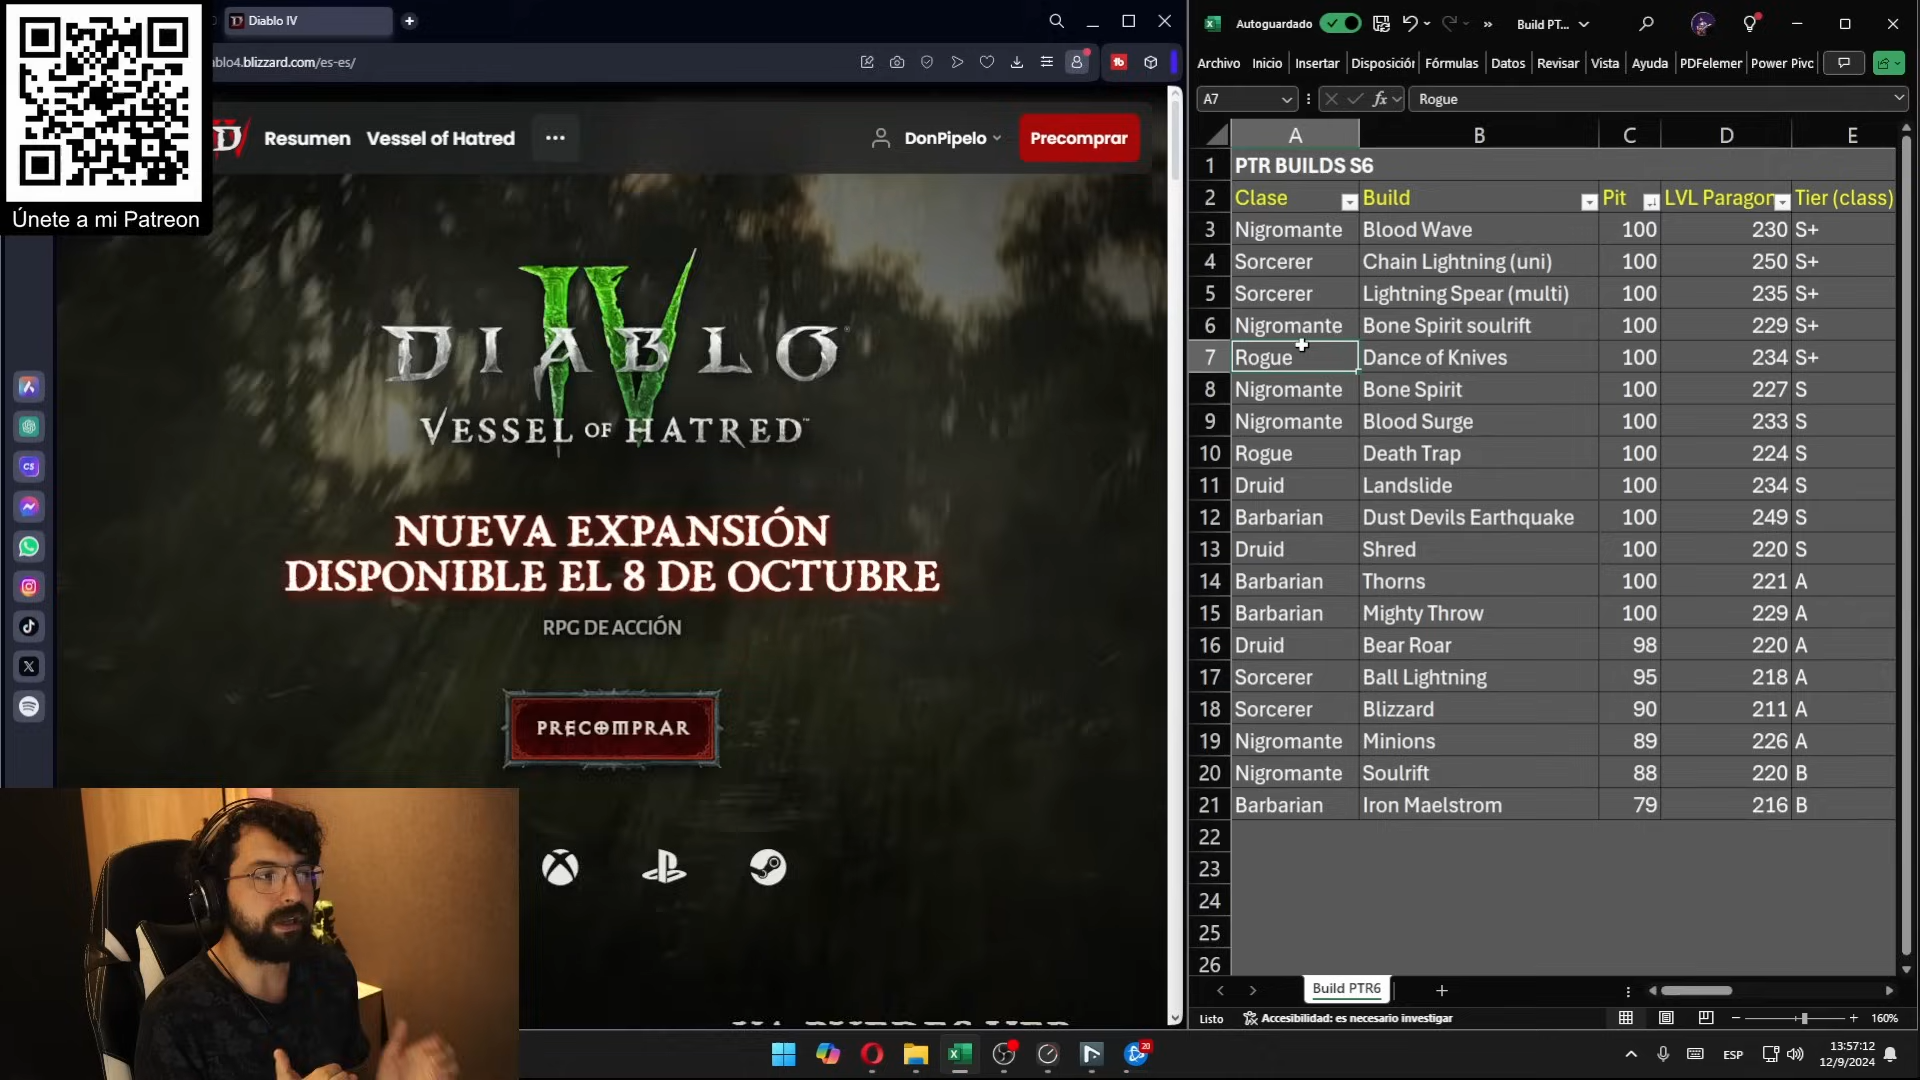 Únete a mi Patreon
Diablo IV
ablo4.blizzard.com/es-es/
Resumen Vessel of Hatred ... DonPipelo Precomprar
DIABLO IV
VESSEL OF HATRED™
NUEVA EXPANSIÓN
DISPONIBLE EL 8 DE OCTUBRE
RPG DE ACCIÓN
PRECOMPRAR
Autoguardado Build PT...
Archivo Inicio Insertar Disposición Fórmulas Datos Revisar Vista Ayuda PDFelemer Power Pivc
A7 fx Rogue
A B C D E
1 PTR BUILDS S6
2 Clase Build Pit LVL Paragon Tier (class)
3 Nigromante Blood Wave 100 230 S+
4 Sorcerer Chain Lightning (uni) 100 250 S+
5 Sorcerer Lightning Spear (multi) 100 235 S+
6 Nigromante Bone Spirit soulrift 100 229 S+
7 Rogue Dance of Knives 100 234 S+
8 Nigromante Bone Spirit 100 227 S
9 Nigromante Blood Surge 100 233 S
10 Rogue Death Trap 100 224 S
11 Druid Landslide 100 234 S
12 Barbarian Dust Devils Earthquake 100 249 S
13 Druid Shred 100 220 S
14 Barbarian Thorns 100 221 A
15 Barbarian Mighty Throw 100 229 A
16 Druid Bear Roar 98 220 A
17 Sorcerer Ball Lightning 95 218 A
18 Sorcerer Blizzard 90 211 A
19 Nigromante Minions 89 226 A
20 Nigromante Soulrift 88 220 B
21 Barbarian Iron Maelstrom 79 216 B
22
23
24
25
26
Build PTR6
Listo Accesibilidad: es necesario investigar 160%
20 ESP 13:57:12
12/9/2024